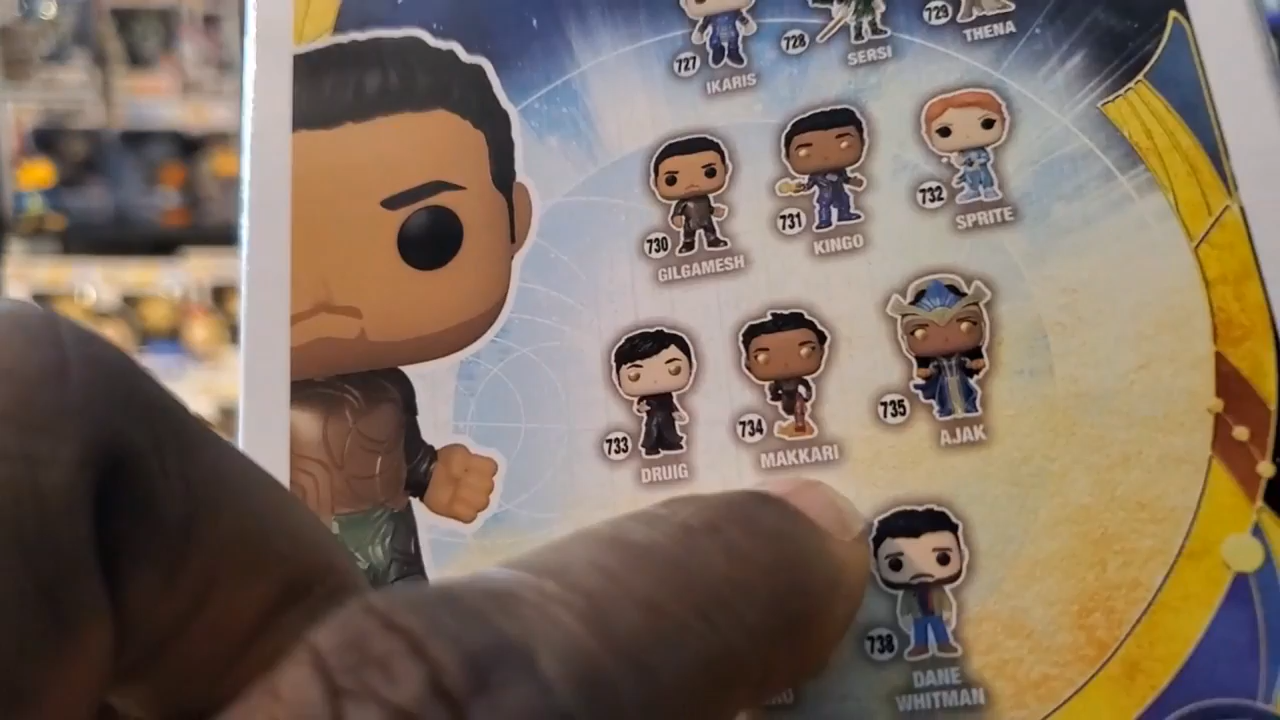 727
IKARIS
728
SERSI
729
THENA
730
GILGAMESH
731
KINGO
732
SPRITE
733
DRUIG
734
MAKKARI
735
AJAK
738
DANE
WHITMAN